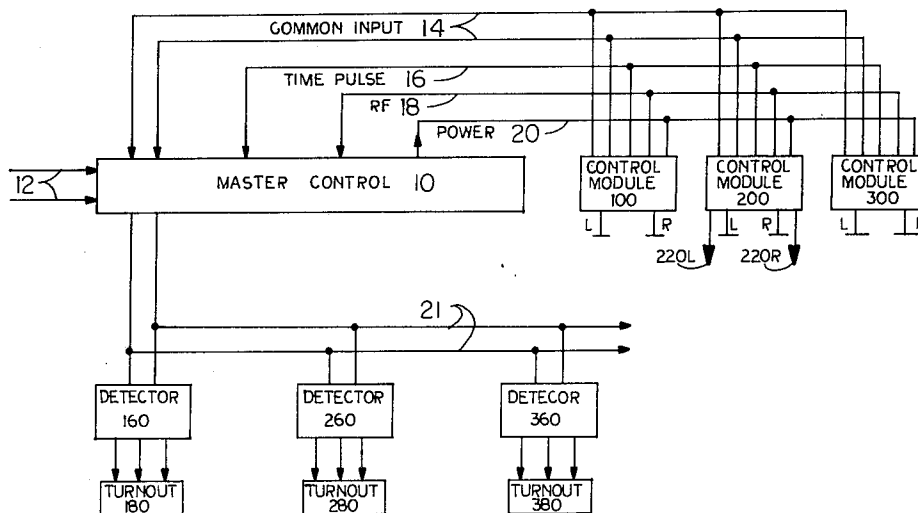 COMMON INPUT 14
TIME PULSE 16
RF 18
POWER 20
12
MASTER CONTROL 10
CONTROL MODULE 100
CONTROL MODULE 200
CONTROL MODULE 300
L R
L R
L R
220L 220R
21
DETECTOR 160
DETECTOR 260
DETECOR 360
TURNOUT 180
TURNOUT 280
TURNOUT 380